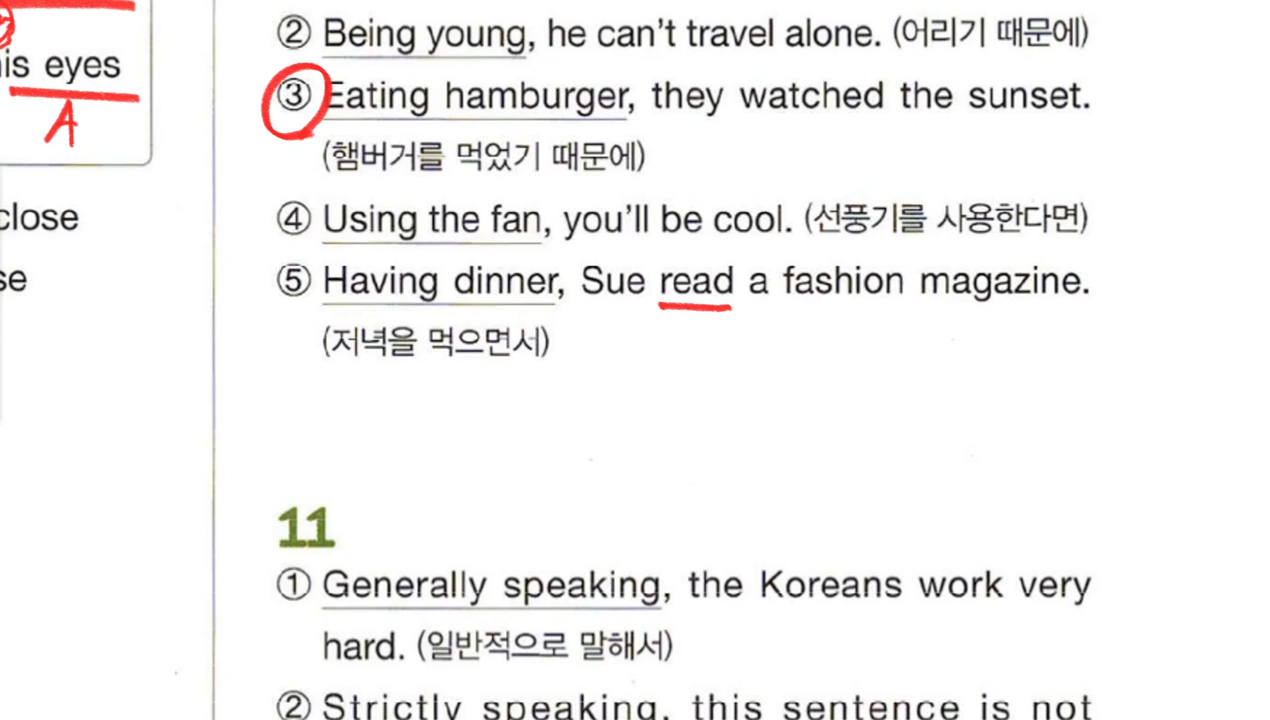 ② Being young, he can't travel alone. (어리기 때문에)
is eyes
A
③ Eating hamburger, they watched the sunset.
(햄버거를 먹었기 때문에)
close
④ Using the fan, you'll be cool. (선풍기를 사용한다면)
se
⑤ Having dinner, Sue read a fashion magazine.
(저녁을 먹으면서)
11
① Generally speaking, the Koreans work very
hard. (일반적으로 말해서)
② Strictly speaking, this sentence is not